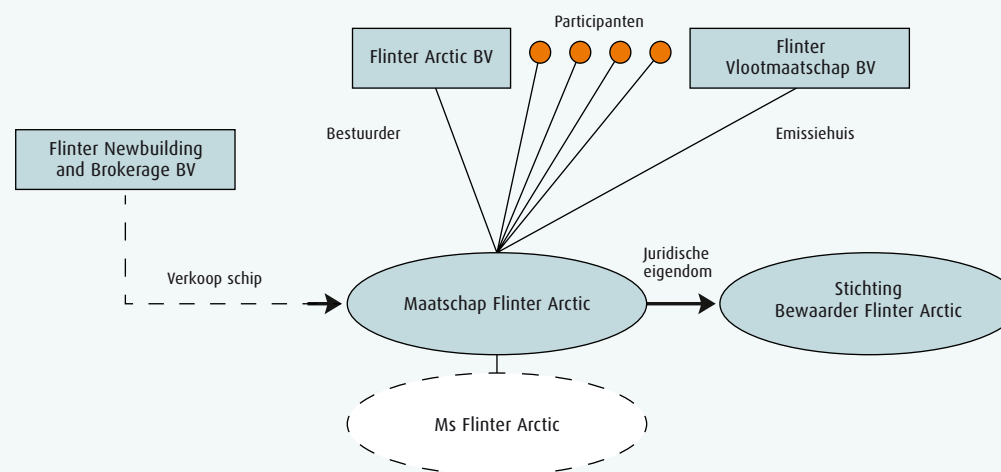 Participanten
Flinter Arctic BV
Flinter
Vlootmaatschap BV
Bestuurder
Emissiehuis
Flinter Newbuilding
and Brokerage BV
Verkoop schip
Maatschap Flinter Arctic
Juridische
eigendom
Stichting
Bewaarder Flinter Arctic
Ms Flinter Arctic